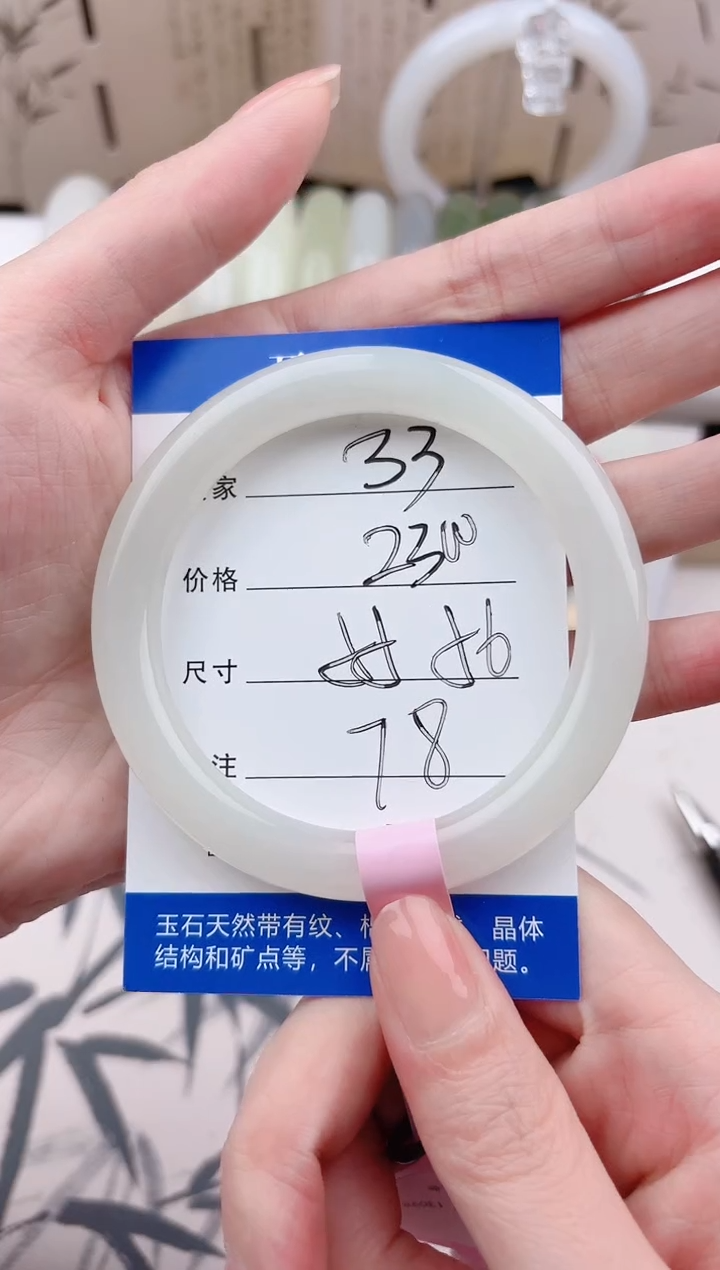 家 33
价格 2300
尺寸
注 78
玉石天然带有纹、 晶体
结构和矿点等，不 题。